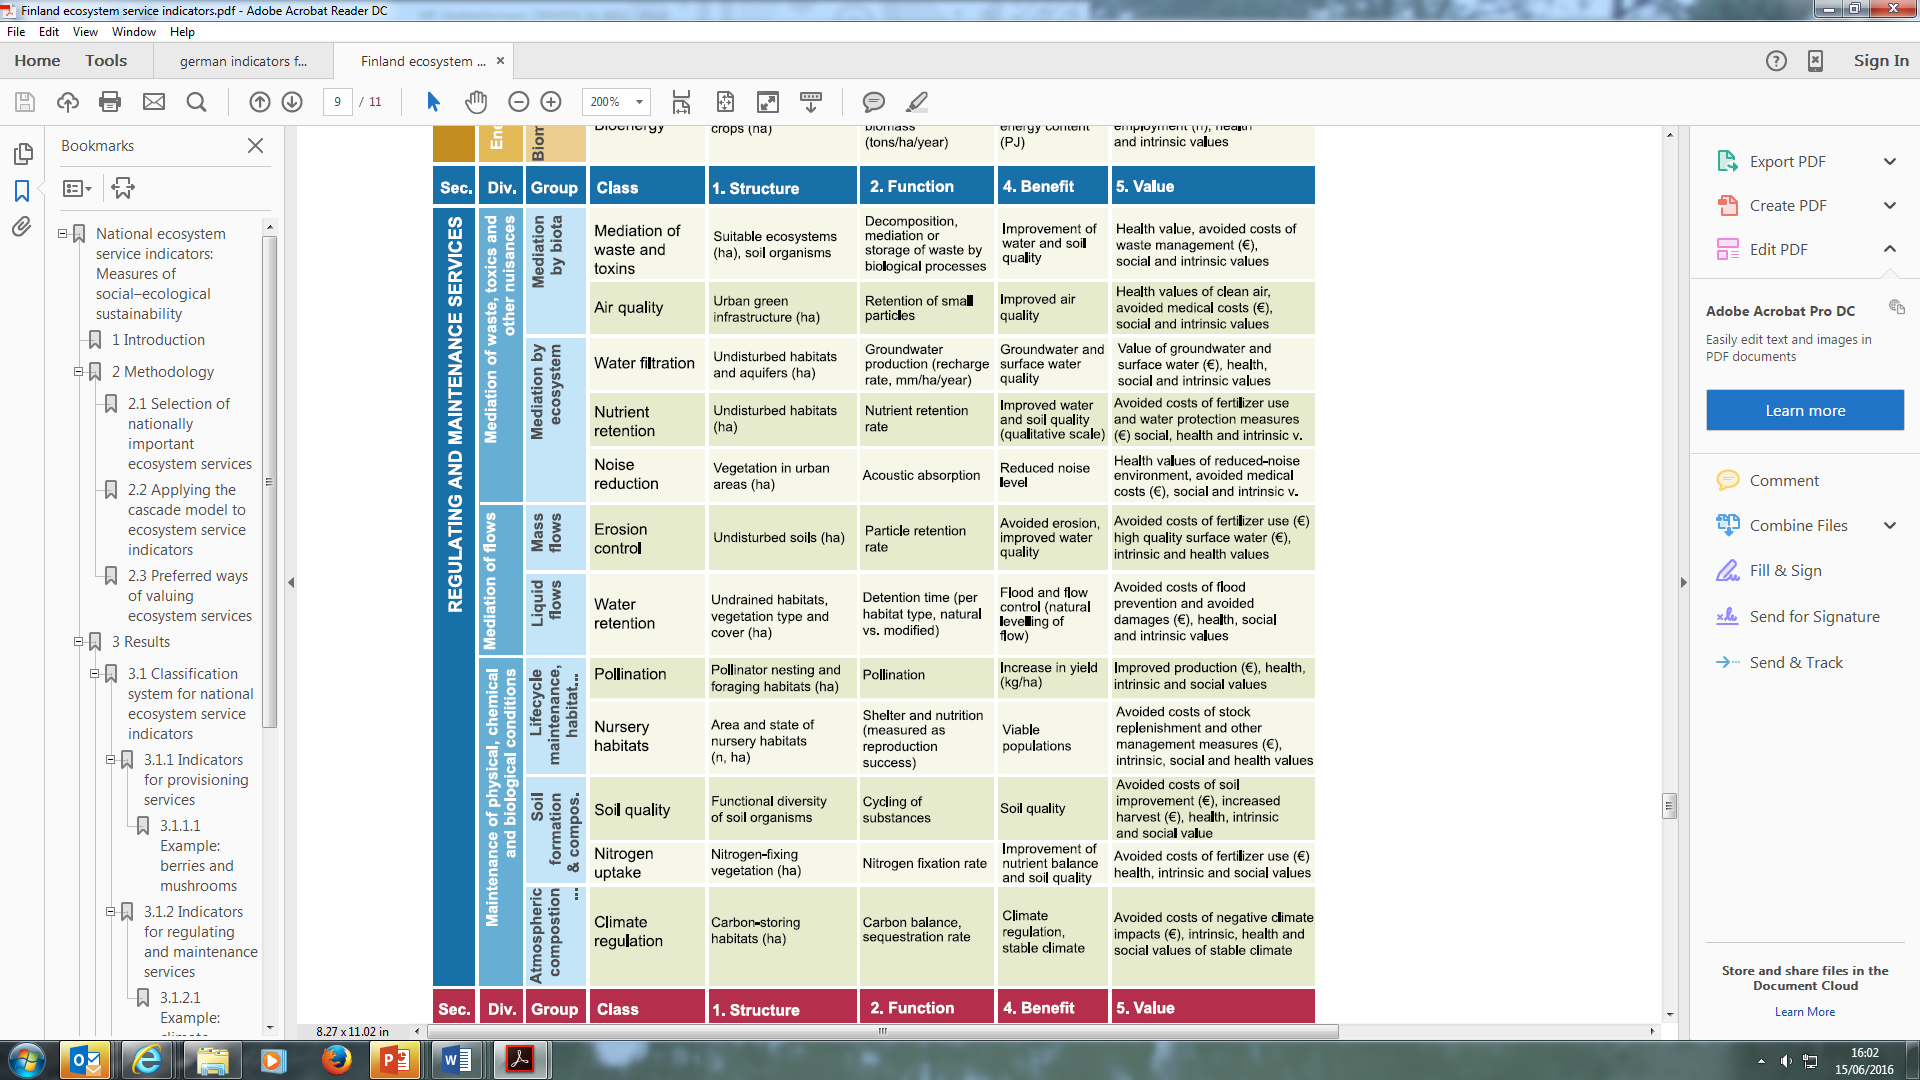 Finland ecosystem service indicators.pdf - Adobe Acrobat Reader DC
File Edit View Window Help
Home Tools german indicators f... Finland ecosystem ... × Sign In
9 / 11 200%
Bookmarks
National ecosystem
service indicators:
Measures of
social–ecological
sustainability
1 Introduction
2 Methodology
2.1 Selection of
nationally
important
ecosystem services
2.2 Applying the
cascade model to
ecosystem service
indicators
2.3 Preferred ways
of valuing
ecosystem services
3 Results
3.1 Classification
system for national
ecosystem service
indicators
3.1.1 Indicators
for provisioning
services
3.1.1.1
Example:
berries and
mushrooms
3.1.2 Indicators
for regulating
and maintenance
services
3.1.2.1
Example:
climate
Bioenergy
crops (ha)
biomass
(tons/ha/year)
energy content
(PJ)
employment (n), health
and intrinsic values
Sec. Div. Group Class 1. Structure 2. Function 4. Benefit 5. Value
REGULATING AND MAINTENANCE SERVICES
Mediation of waste, toxics and
other nuisances
Mediation
by biota
Mediation of
waste and
toxins
Suitable ecosystems
(ha), soil organisms
Decomposition,
mediation or
storage of waste by
biological processes
Improvement of
water and soil
quality
Health value, avoided costs of
waste management (€),
social and intrinsic values
Air quality
Urban green
infrastructure (ha)
Retention of small
particles
Improved air
quality
Health values of clean air,
avoided medical costs (€),
social and intrinsic values
Mediation by
ecosystem
Water filtration
Undisturbed habitats
and aquifers (ha)
Groundwater
production (recharge
rate, mm/ha/year)
Groundwater and
surface water
quality
Value of groundwater and
surface water (€), health,
social and intrinsic values
Nutrient
retention
Undisturbed habitats
(ha)
Nutrient retention
rate
Improved water
and soil quality
(qualitative scale)
Avoided costs of fertilizer use
and water protection measures
(€) social, health and intrinsic v.
Noise
reduction
Vegetation in urban
areas (ha)
Acoustic absorption
Reduced noise
level
Health values of reduced-noise
environment, avoided medical
costs (€), social and intrinsic v.
Mediation of flows
Mass
flows
Erosion
control
Undisturbed soils (ha)
Particle retention
rate
Avoided erosion,
improved water
quality
Avoided costs of fertilizer use (€)
high quality surface water (€),
intrinsic and health values
Liquid
flows
Water
retention
Undrained habitats,
vegetation type and
cover (ha)
Detention time (per
habitat type, natural
vs. modified)
Flood and flow
control (natural
levelling of
flow)
Avoided costs of flood
prevention and avoided
damages (€), health, social
and intrinsic values
Maintenance of physical, chemical
and biological conditions
Lifecycle
maintenance,
habitat...
Pollination
Pollinator nesting and
foraging habitats (ha)
Pollination
Increase in yield
(kg/ha)
Improved production (€), health,
intrinsic and social values
Nursery
habitats
Area and state of
nursery habitats
(n, ha)
Shelter and nutrition
(measured as
reproduction
success)
Viable
populations
Avoided costs of stock
replenishment and other
management measures (€),
intrinsic, social and health values
Soil
formation
& compos.
Soil quality
Functional diversity
of soil organisms
Cycling of
substances
Soil quality
Avoided costs of soil
improvement (€), increased
harvest (€), health, intrinsic
and social value
Nitrogen
uptake
Nitrogen-fixing
vegetation (ha)
Nitrogen fixation rate
Improvement of
nutrient balance
and soil quality
Avoided costs of fertilizer use (€)
health, intrinsic and social values
Atmospheric
compostion
...
Climate
regulation
Carbon-storing
habitats (ha)
Carbon balance,
sequestration rate
Climate
regulation,
stable climate
Avoided costs of negative climate
impacts (€), intrinsic, health and
social values of stable climate
Sec. Div. Group Class 1. Structure 2. Function 4. Benefit 5. Value
8.27 x 11.02 in
Export PDF
Create PDF
Edit PDF
Adobe Acrobat Pro DC
Easily edit text and images in
PDF documents
Learn more
Comment
Combine Files
Fill & Sign
Send for Signature
Send & Track
Store and share files in the
Document Cloud
Learn More
16:02
15/06/2016